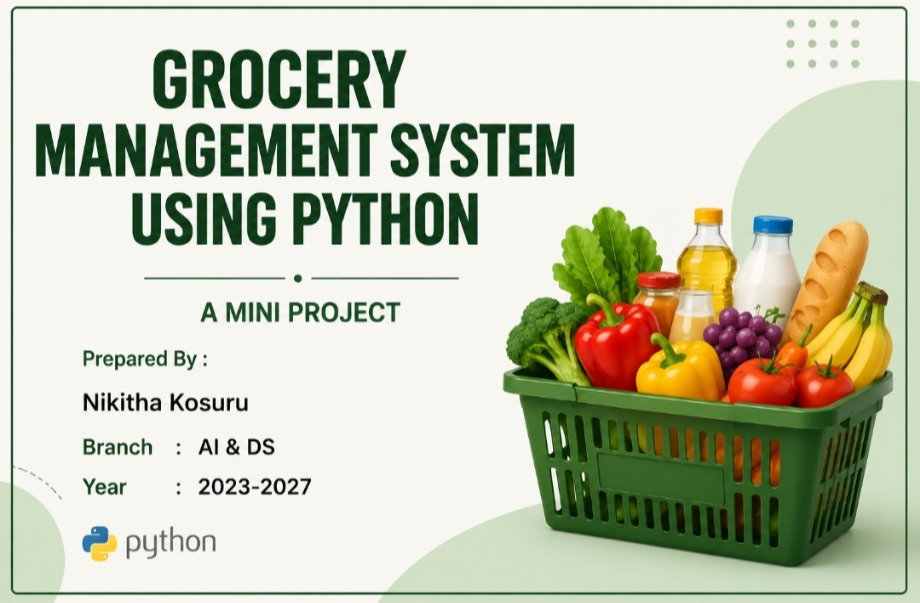 GROCERY
MANAGEMENT SYSTEM
USING PYTHON
A MINI PROJECT
Prepared By :
Nikitha Kosuru
Branch : AI & DS
Year : 2023-2027
python